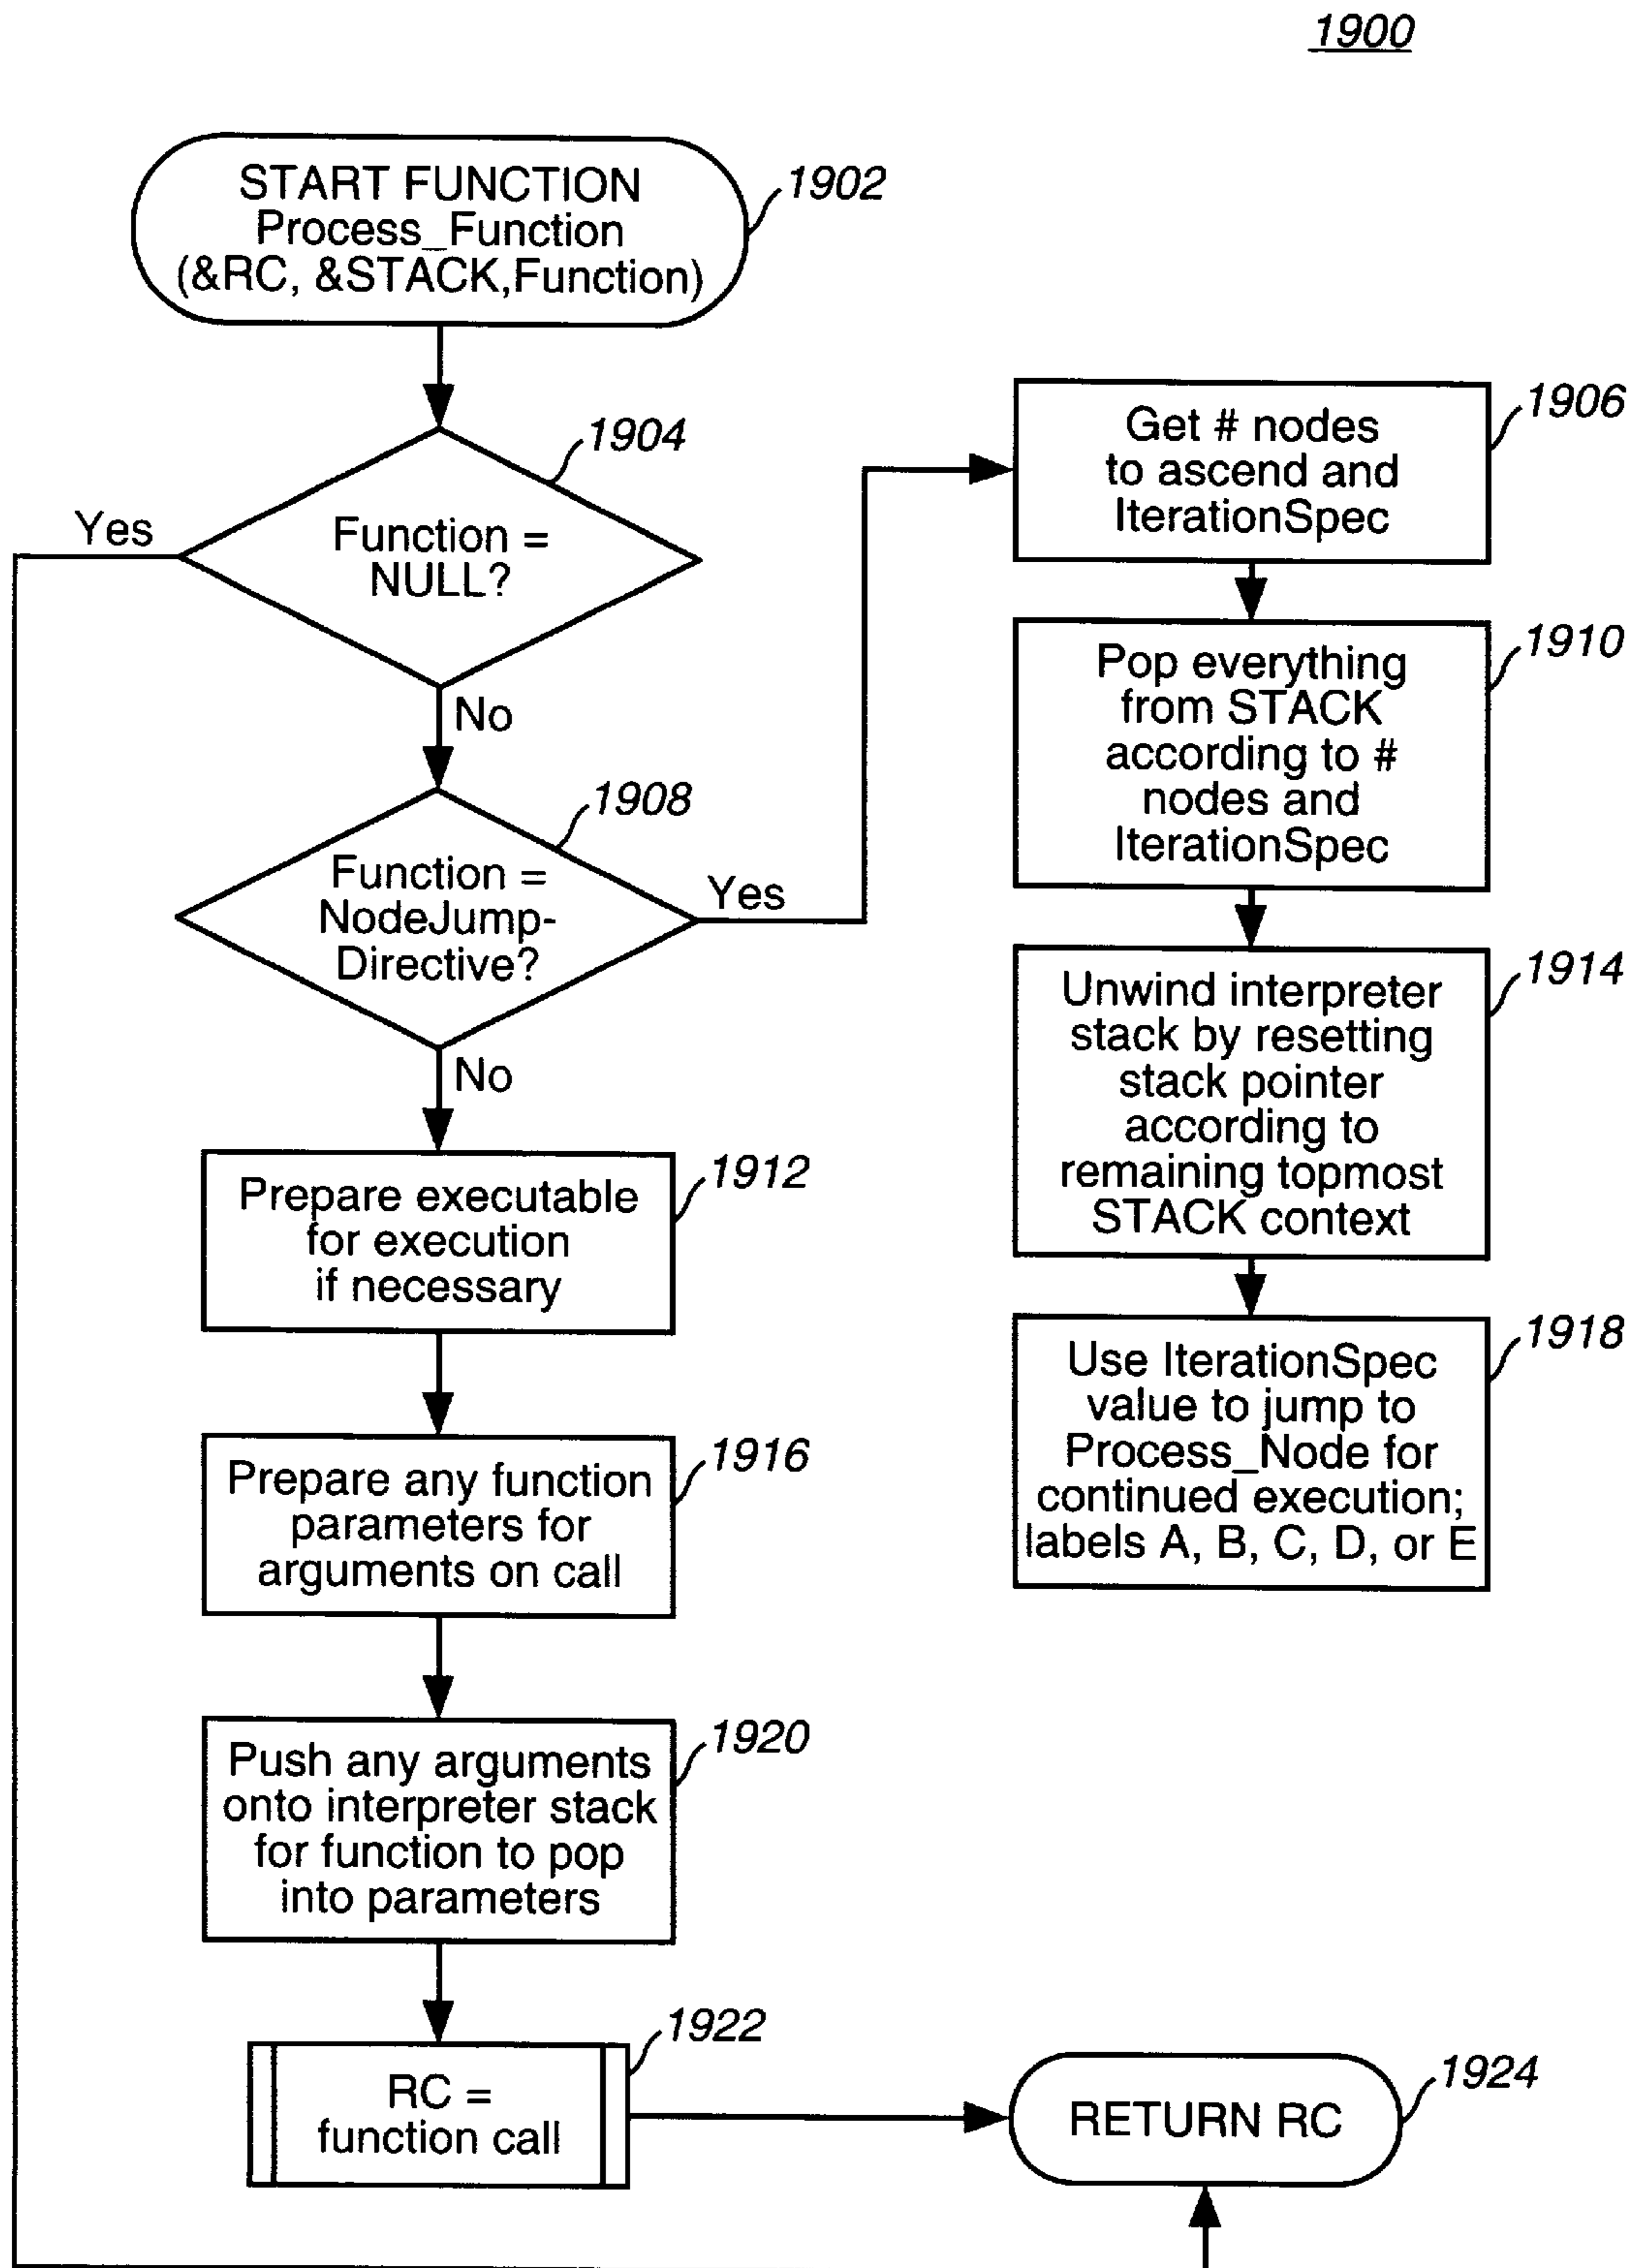 1900
START FUNCTION
Process_Function
(&RC, &STACK,Function)
1902
1904
Yes
Function =
NULL?
No
1908
Function =
NodeJump-
Directive?
Yes
No
1906
Get # nodes
to ascend and
IterationSpec
1910
Pop everything
from STACK
according to #
nodes and
IterationSpec
1914
Unwind interpreter
stack by resetting
stack pointer
according to
remaining topmost
STACK context
1918
Use IterationSpec
value to jump to
Process_Node for
continued execution;
labels A, B, C, D, or E
1912
Prepare executable
for execution
if necessary
1916
Prepare any function
parameters for
arguments on call
1920
Push any arguments
onto interpreter stack
for function to pop
into parameters
1922
RC =
function call
1924
RETURN RC